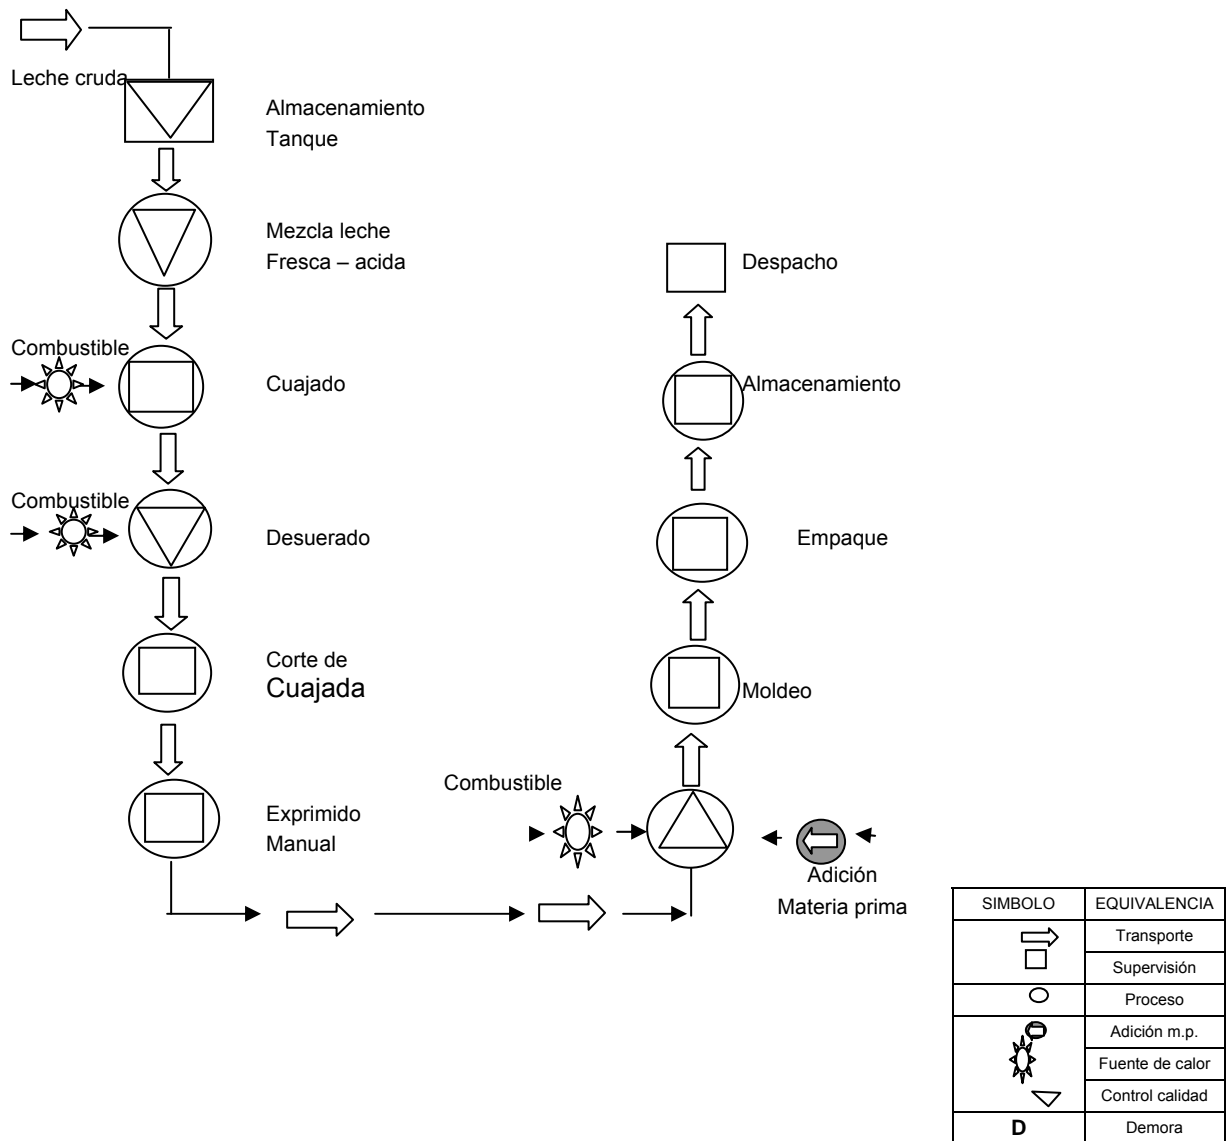 Leche cruda
Almacenamiento
Tanque
Mezcla leche
Fresca – acida
Combustible
Cuajado
Combustible
Desuerado
Corte de
Cuajada
Exprimido
Manual
Despacho
Almacenamiento
Empaque
Moldeo
Combustible
Adición
Materia prima
SIMBOLO EQUIVALENCIA
Transporte
Supervisión
Proceso
Adición m.p.
Fuente de calor
Control calidad
D Demora